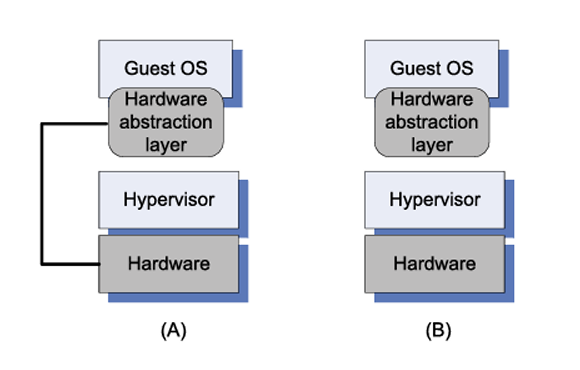 Guest OS
Hardware
abstraction
layer
Hypervisor
Hardware
(A)
Guest OS
Hardware
abstraction
layer
Hypervisor
Hardware
(B)